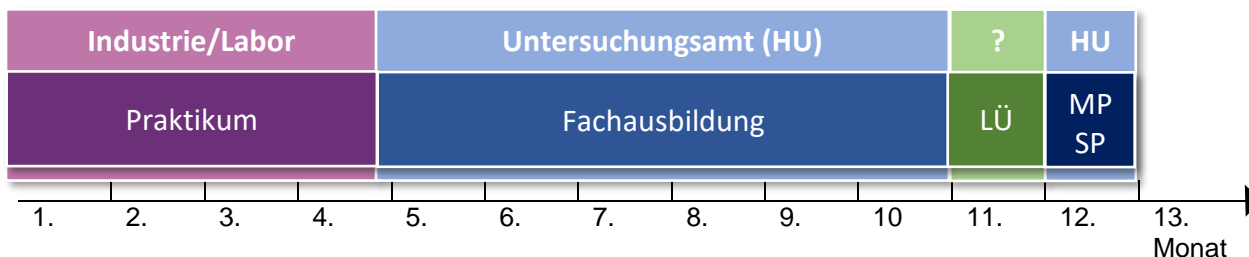 Industrie/Labor Untersuchungsamt (HU) ? HU
Praktikum Fachausbildung LÜ MP
SP
1. 2. 3. 4. 5. 6. 7. 8. 9. 10 11. 12. 13.
Monat